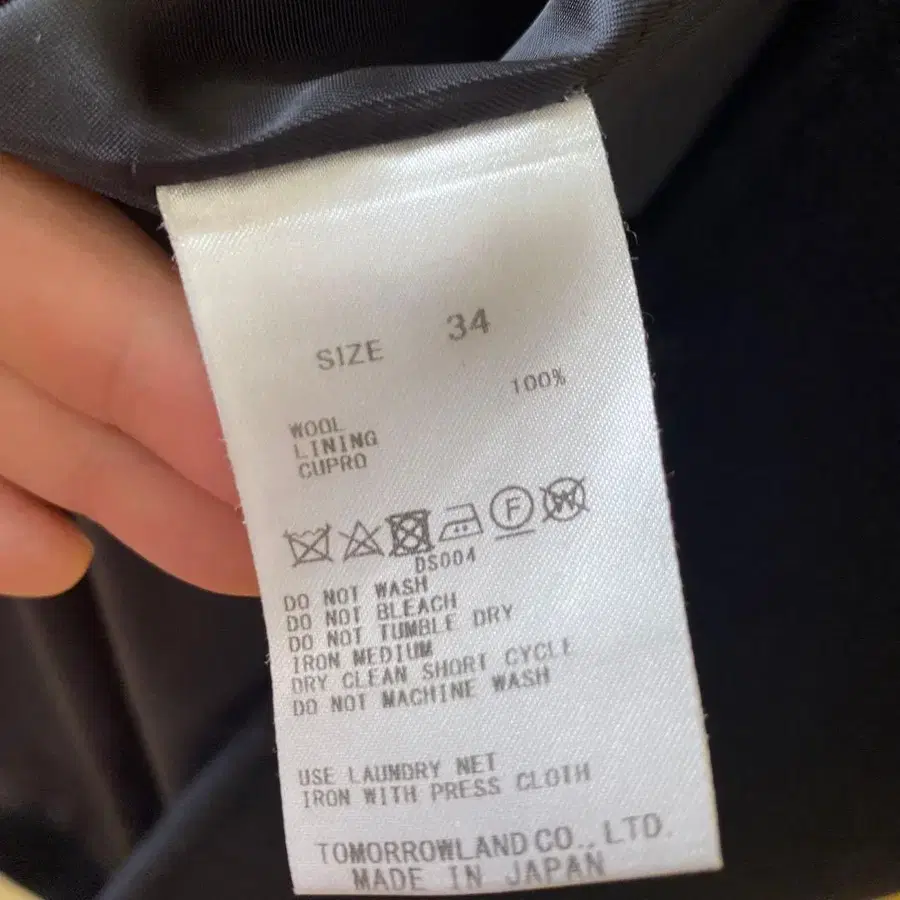 SIZE 34
WOOL 100%
LINING
CUPRO
F W
DS004
DO NOT WASH
DO NOT BLEACH
DO NOT TUMBLE DRY
IRON MEDIUM
DRY CLEAN SHORT CYCLE
DO NOT MACHINE WASH
USE LAUNDRY NET
IRON WITH PRESS CLOTH
TOMORROWLAND CO., LTD.
MADE IN JAPAN